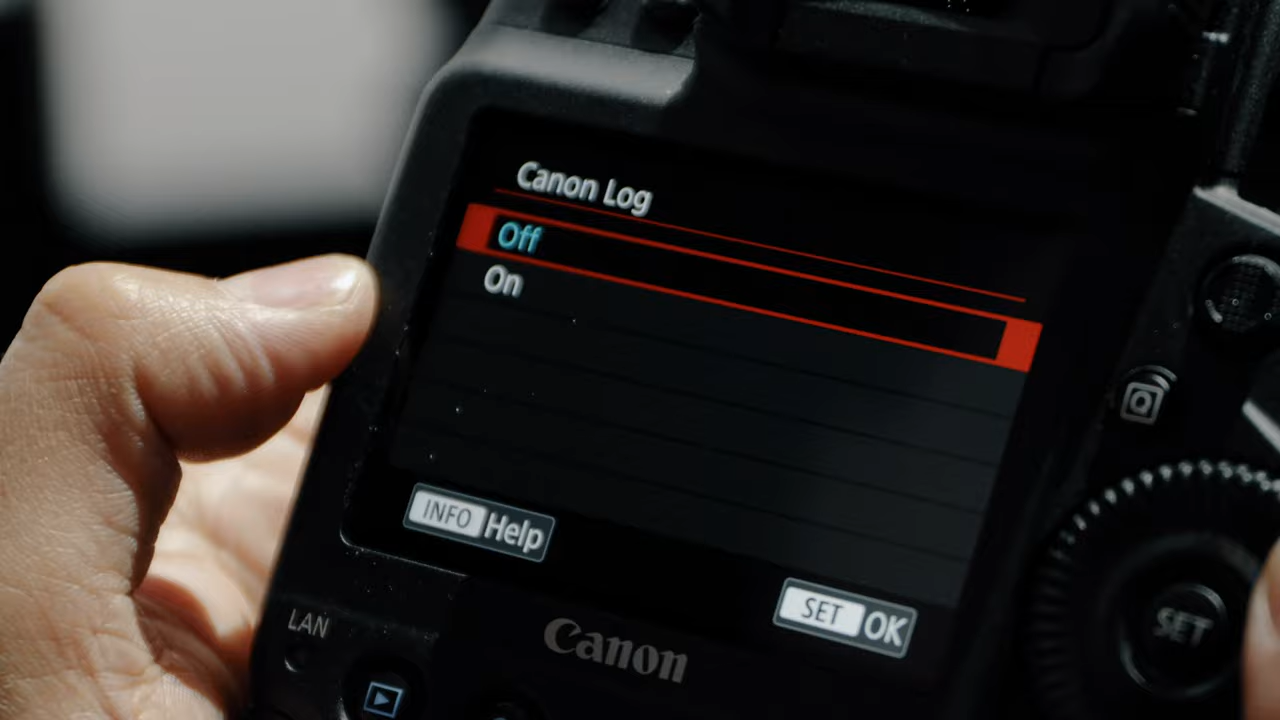 Canon Log
Off
On
INFO Help
SET OK
LAN
Canon
SET